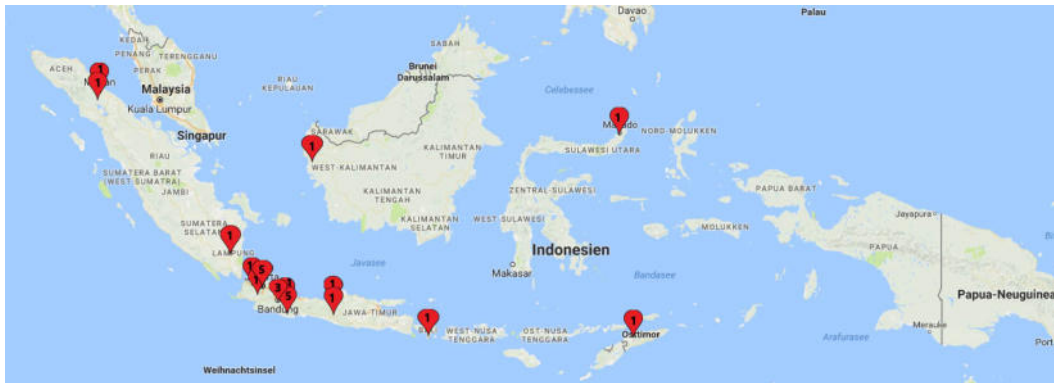 Davao
Palau
KEDAH
PENANG
TERENGGANU
ACEH
PERAK
SABAH
Malaysia
Kuala Lumpur
RIAU
KEPULAUAN
Brunei
Darussalam
Celebessee
Singapur
SARAWAK
NORD-MOLUKKEN
KALIMANTAN
TIMUR
SULAWESI UTARA
RIAU
WEST-KALIMANTAN
SUMATERA BARAT
(WEST-SUMATRA)
JAMBI
KALIMANTAN
TENGAH
ZENTRAL-SULAWESI
PAPUA BARAT
SUMATERA
SELATAN
KALIMANTAN
SELATAN
WEST-SULAWESI
MOLUKKEN
Jayapura
LAMPUNG
Indonesien
PAPUA
Javasee
Makasar
Bandasee
Papua-Neuguinea
Bandung
JAWA-TIMUR
WEST-NUSA
TENGGARA
OST-NUSA
TENGGARA
Osttimor
Arafurasee
Merauke
Port
Weihnachtsinsel
1
1
1
1
1
1
5
1
3
5
1
1
1
1